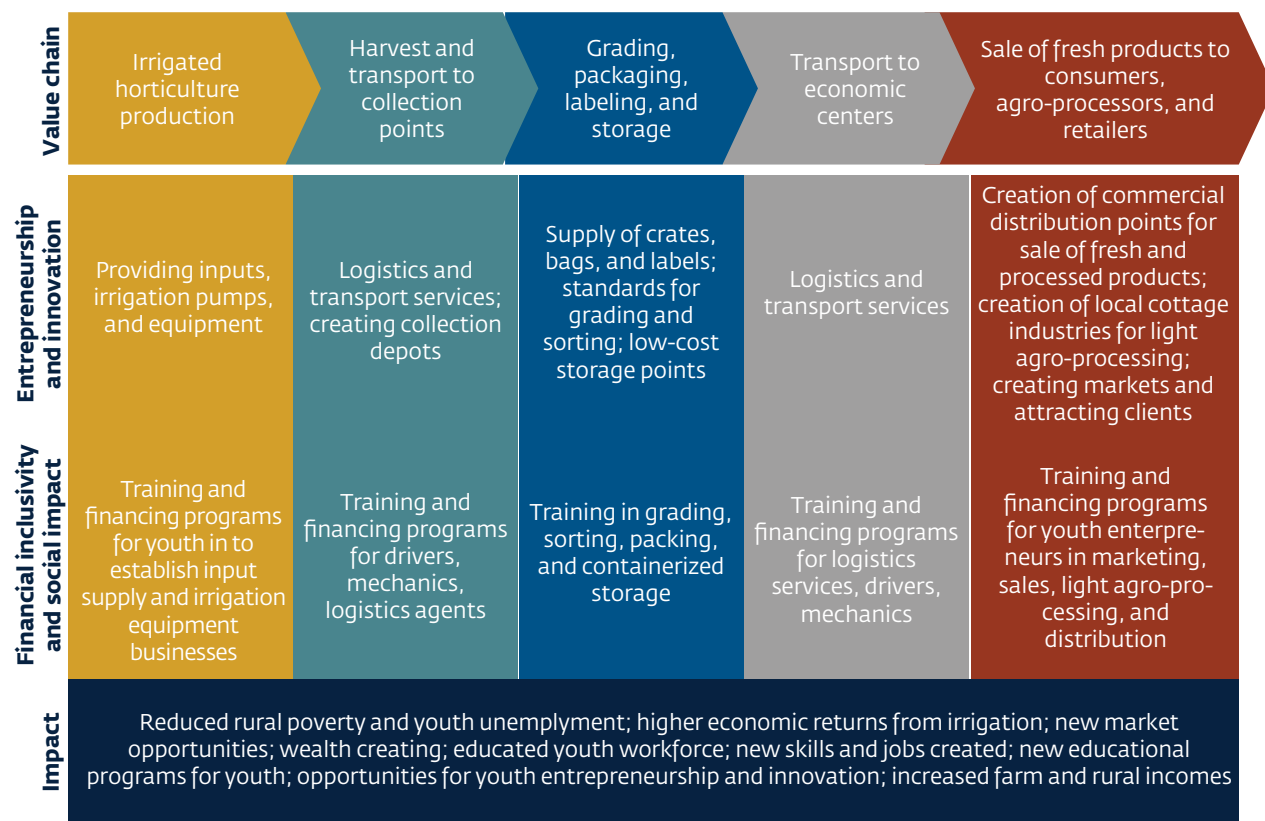 Value chain
Irrigated
horticulture
production
Harvest and
transport to
collection
points
Grading,
packaging,
labeling, and
storage
Transport to
economic
centers
Sale of fresh products to
consumers,
agro-processors, and
retailers
Entrepreneurship
and innovation
Providing inputs,
irrigation pumps,
and equipment
Logistics and
transport services;
creating collection
depots
Supply of crates,
bags, and labels;
standards for
grading and
sorting; low-cost
storage points
Logistics and
transport services
Creation of commercial
distribution points for
sale of fresh and
processed products;
creation of local cottage
industries for light
agro-processing;
creating markets and
attracting clients
Financial inclusivity
and social impact
Training and
financing programs
for youth in to
establish input
supply and irrigation
equipment
businesses
Training and
financing programs
for drivers,
mechanics,
logistics agents
Training in grading,
sorting, packing,
and containerized
storage
Training and
financing programs
for logistics
services, drivers,
mechanics
Training and
financing programs
for youth enterpre-
neurs in marketing,
sales, light agro-pro-
cessing, and
distribution
Impact
Reduced rural poverty and youth unemplyment; higher economic returns from irrigation; new market
opportunities; wealth creating; educated youth workforce; new skills and jobs created; new educational
programs for youth; opportunities for youth entrepreneurship and innovation; increased farm and rural incomes